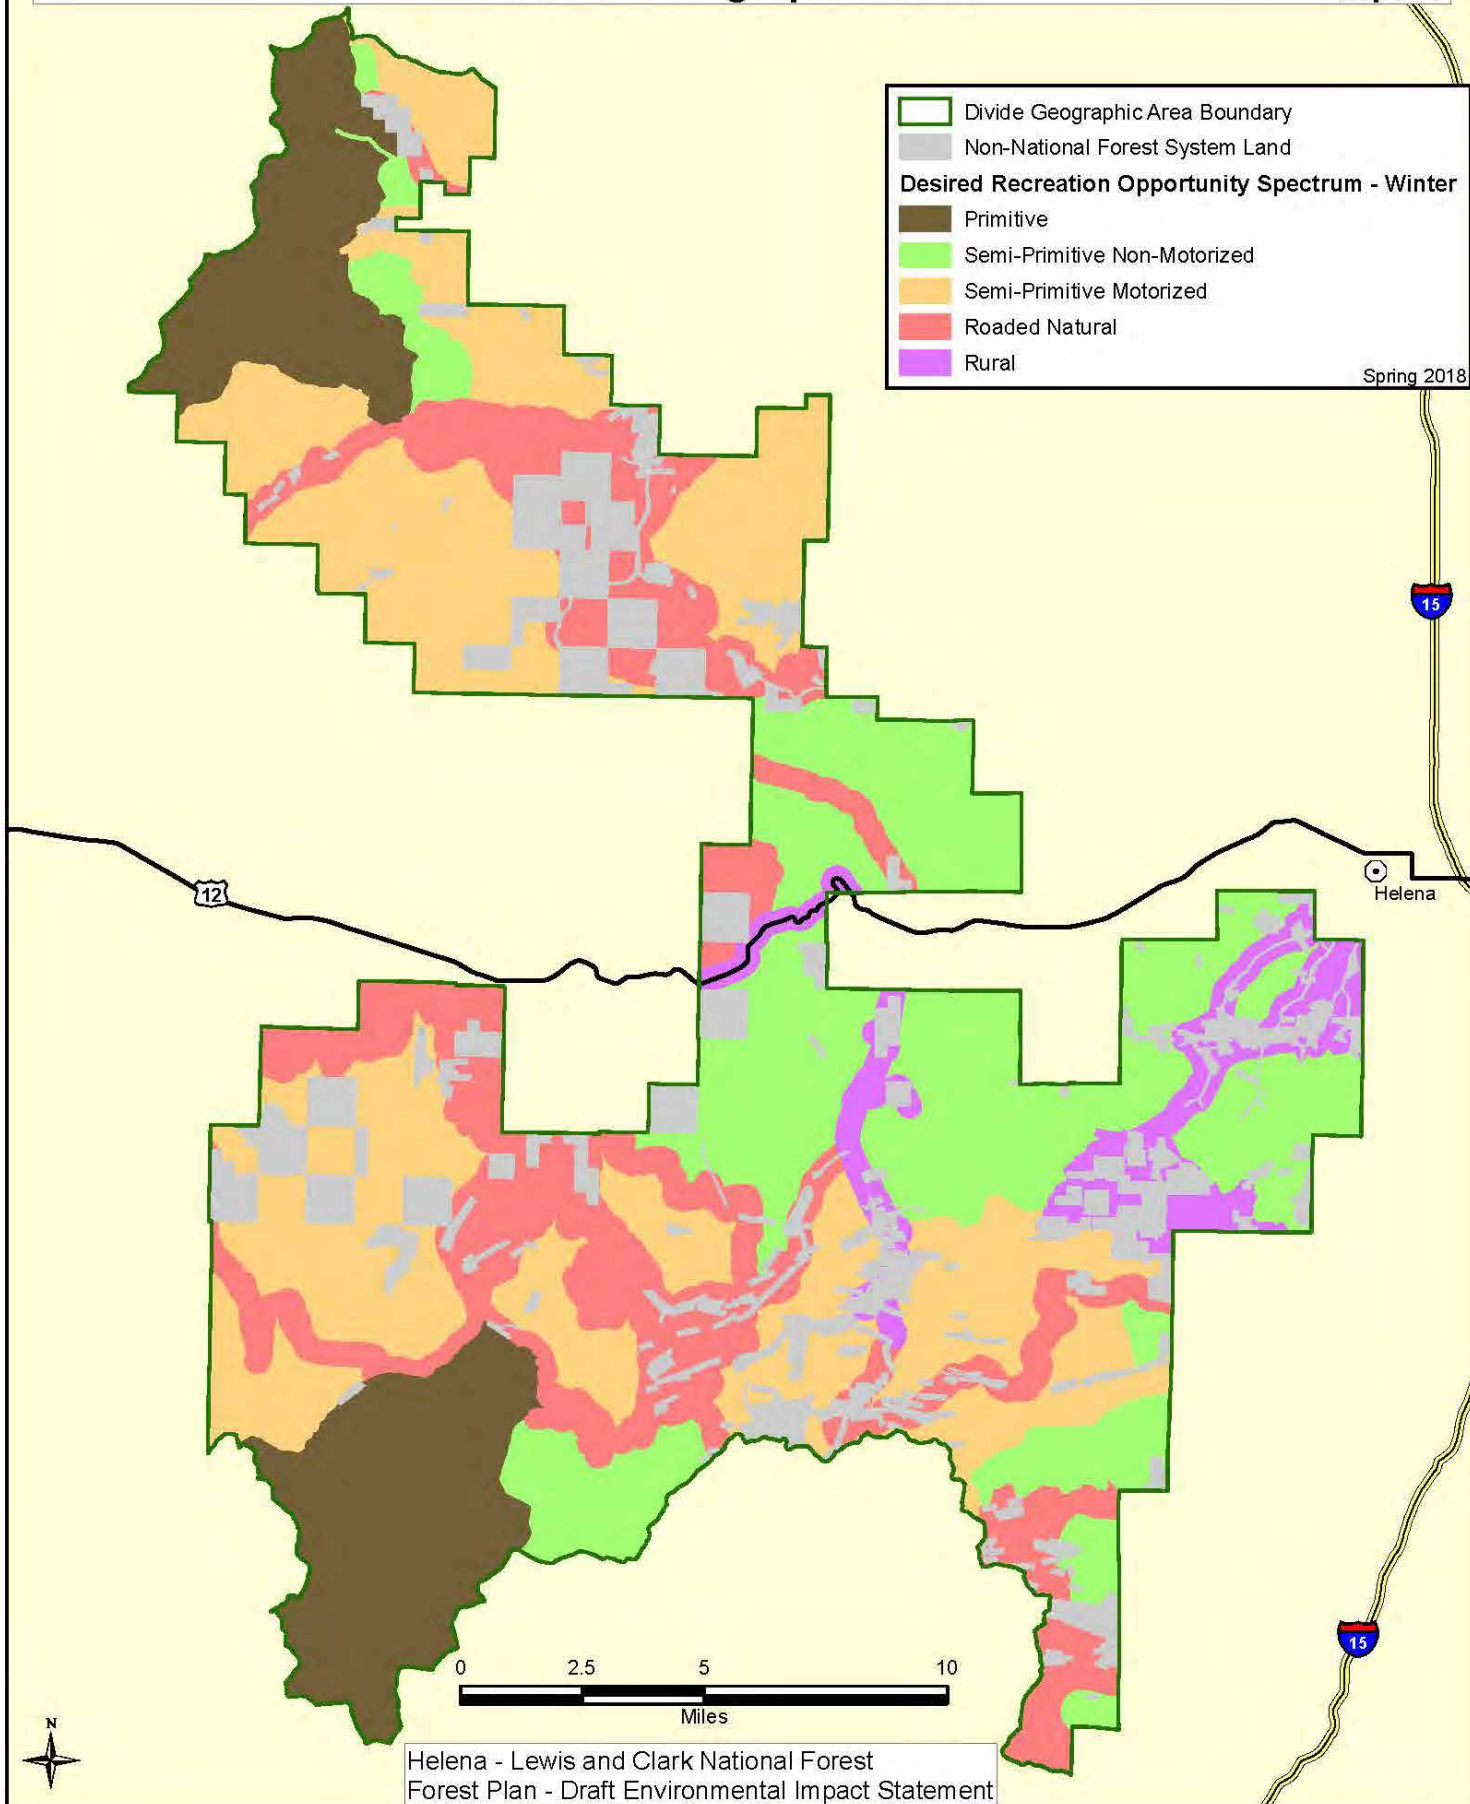 Divide Geographic Area Boundary
Non-National Forest System Land
Desired Recreation Opportunity Spectrum - Winter
Primitive
Semi-Primitive Non-Motorized
Semi-Primitive Motorized
Roaded Natural
Rural
Spring 2018
15
12
Helena
15
0 2.5 5 10
Miles
N
Helena - Lewis and Clark National Forest
Forest Plan - Draft Environmental Impact Statement